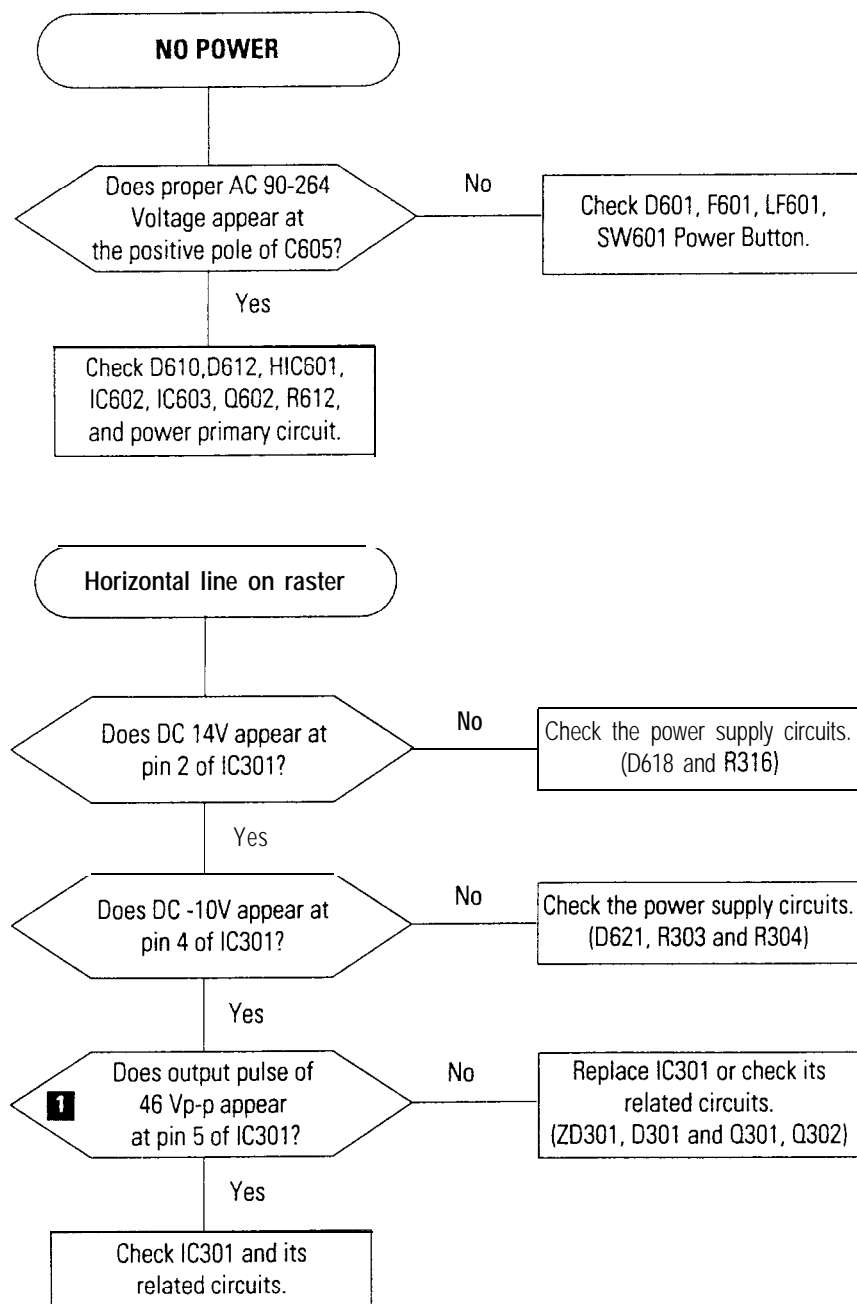 NO POWER
Does proper AC 90-264
Voltage appear at
the positive pole of C605?
No
Check D601, F601, LF601,
SW601 Power Button.
Yes
Check D610,D612, HIC601,
IC602, IC603, Q602, R612,
and power primary circuit.
Horizontal line on raster
Does DC 14V appear at
pin 2 of IC301?
No
Check the power supply circuits.
(D618 and R316)
Yes
Does DC -10V appear at
pin 4 of IC301?
No
Check the power supply circuits.
(D621, R303 and R304)
Yes
1
Does output pulse of
46 Vp-p appear
at pin 5 of IC301?
No
Replace IC301 or check its
related circuits.
(ZD301, D301 and Q301, Q302)
Yes
Check IC301 and its
related circuits.